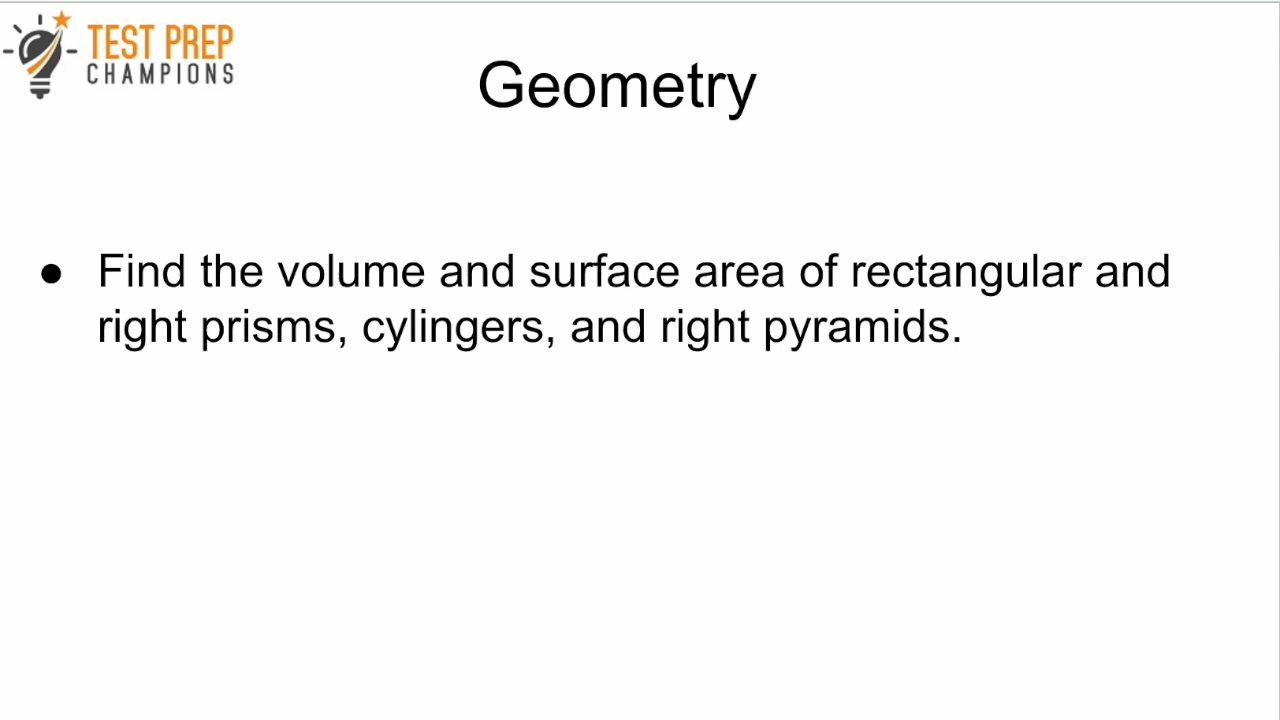 TEST PREP
CHAMPIONS
Geometry
● Find the volume and surface area of rectangular and
right prisms, cylingers, and right pyramids.